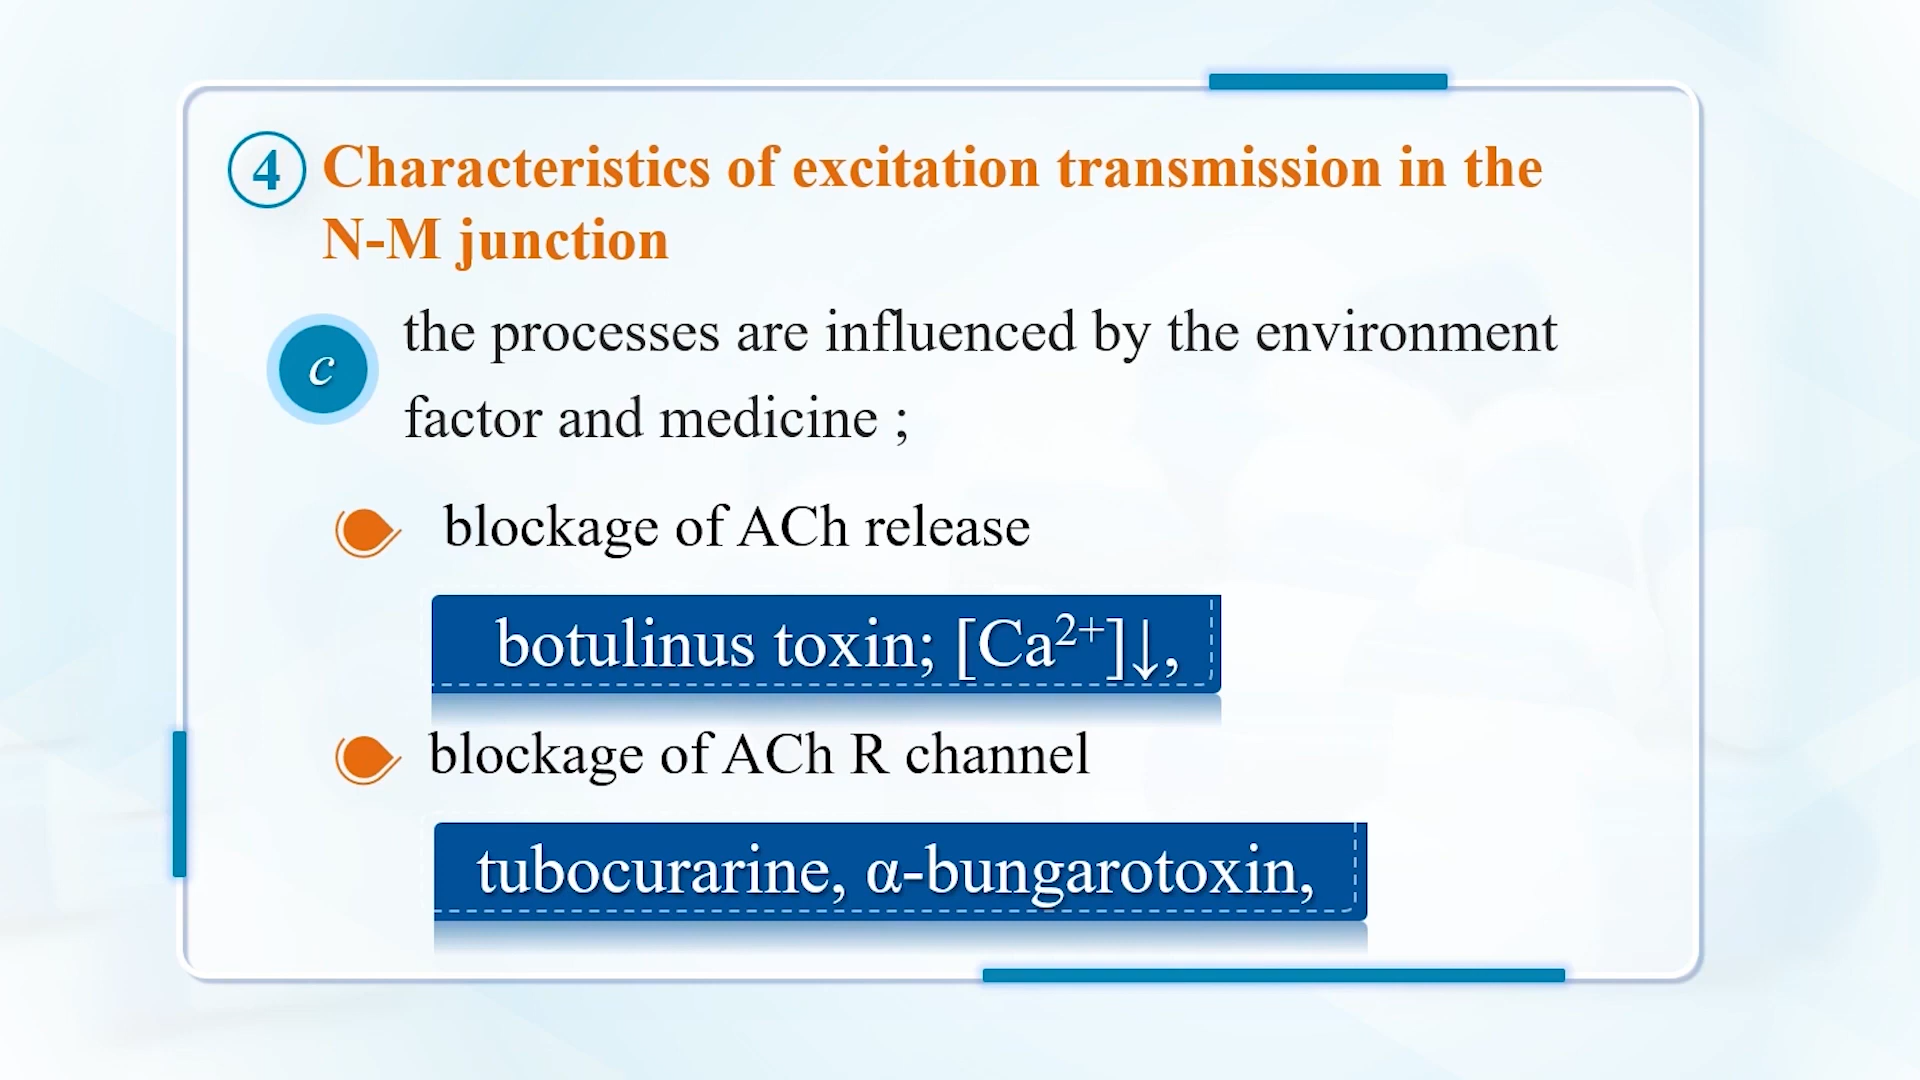 4 Characteristics of excitation transmission in the
N-M junction
c the processes are influenced by the environment
factor and medicine ;
blockage of ACh release
botulinus toxin; [Ca²⁺]↓,
blockage of ACh R channel
tubocurarine, α-bungarotoxin,